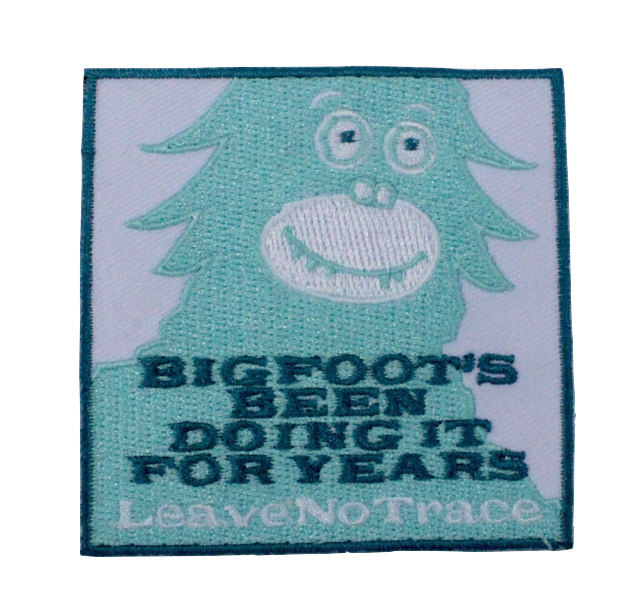 BIGFOOT'S
BEEN
DOING IT
FOR YEARS
LeaveNoTrace